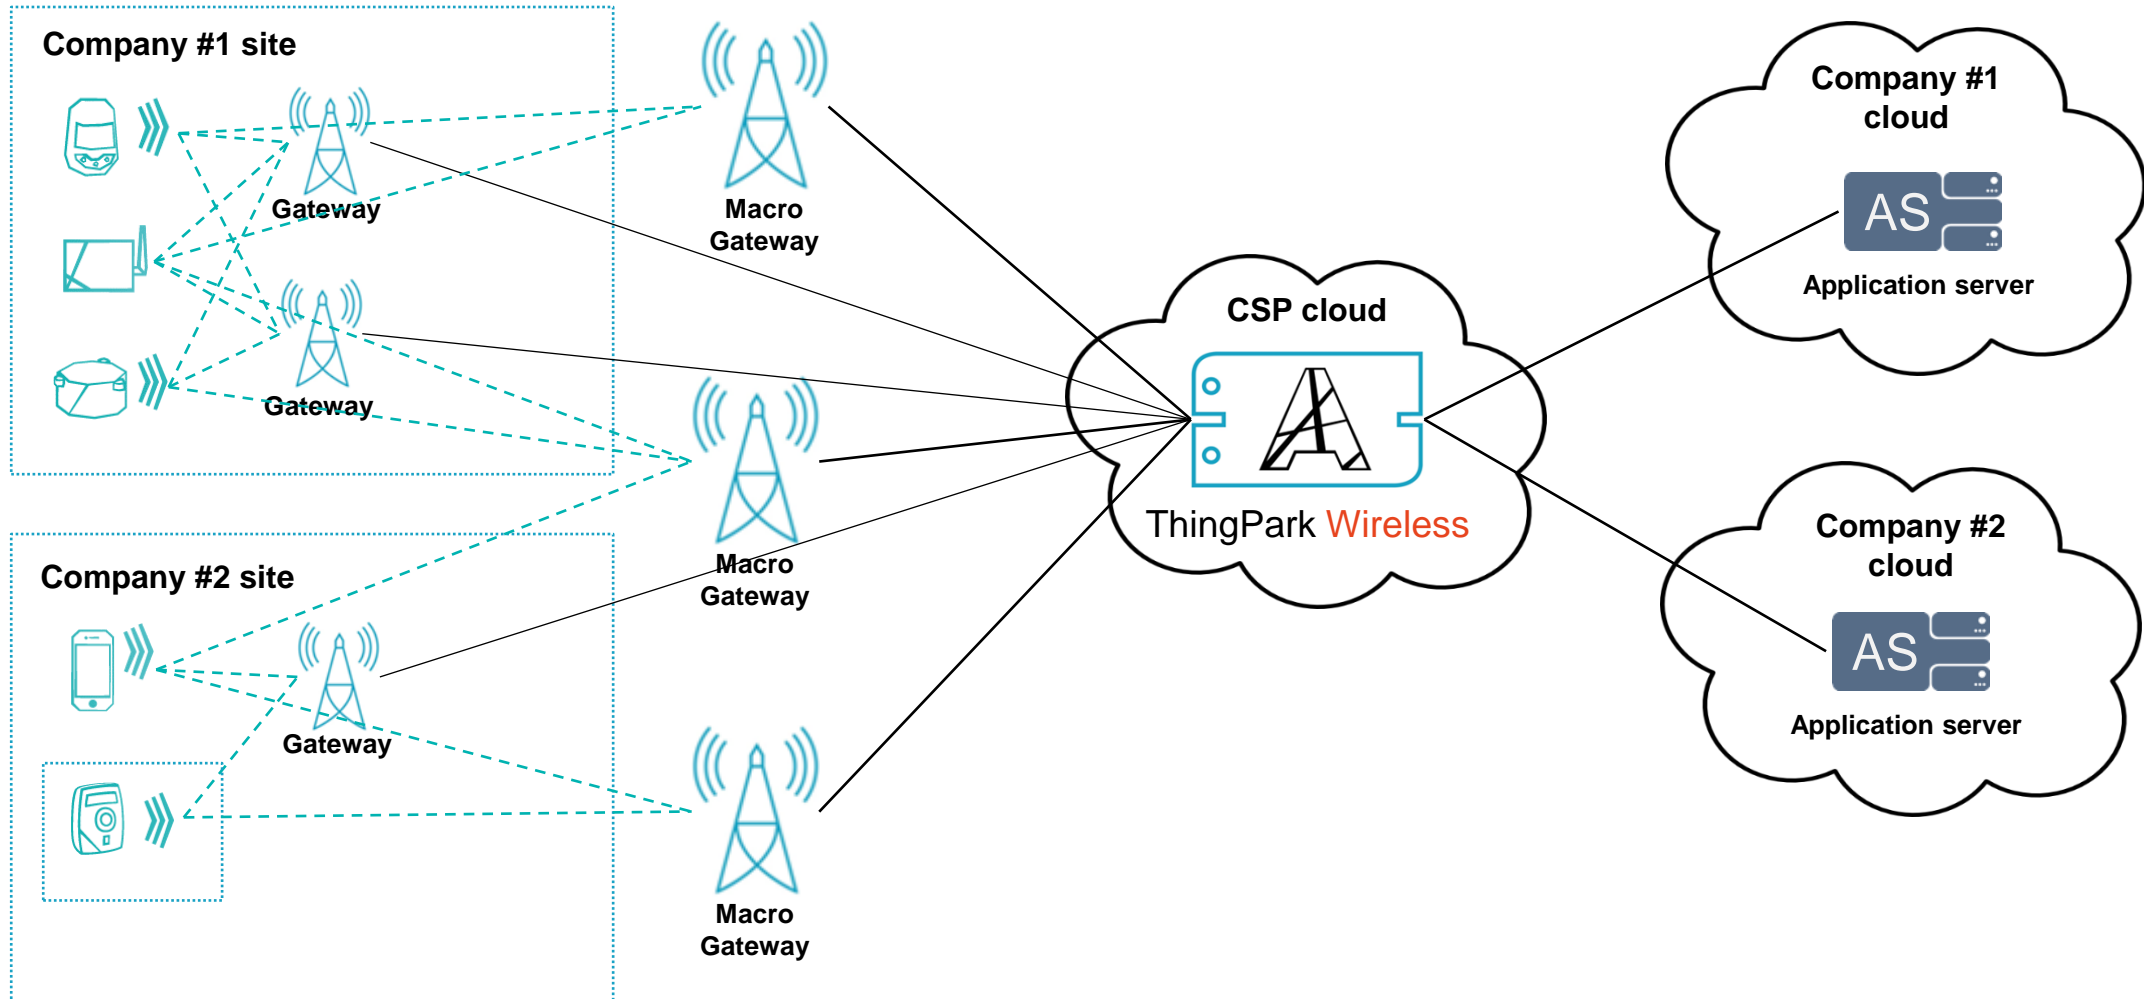 Company #1 site
Gateway
Gateway
Macro
Gateway
Macro
Gateway
Company #2 site
Gateway
Macro
Gateway
CSP cloud
ThingPark Wireless
Company #1
cloud
AS
Application server
Company #2
cloud
AS
Application server